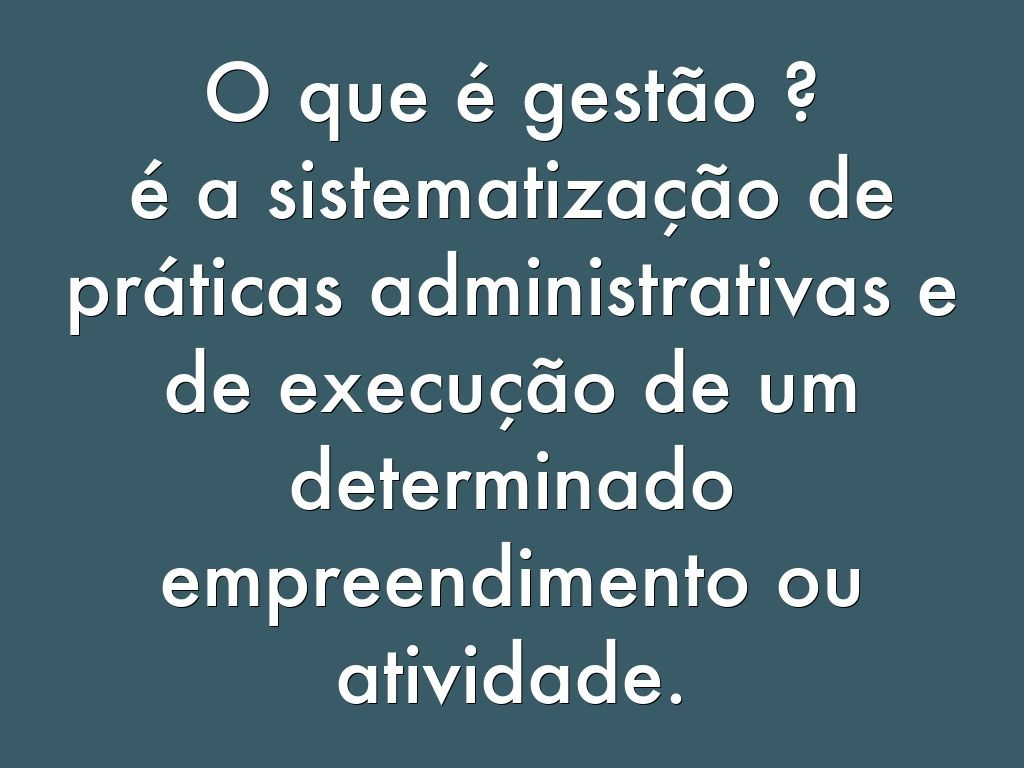 O que é gestão ?
é a sistematização de
práticas administrativas e
de execução de um
determinado
empreendimento ou
atividade.